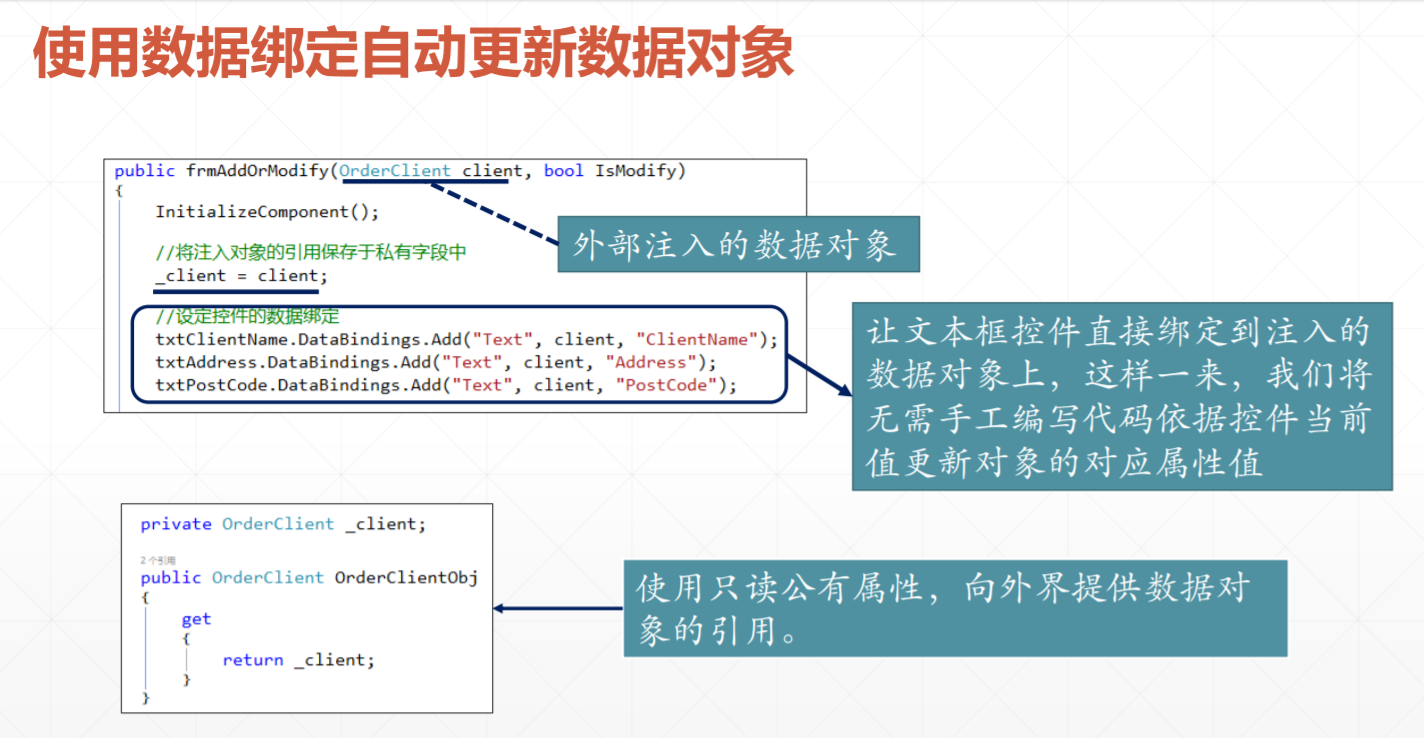 使用数据绑定自动更新数据对象
public frmAddOrModify(OrderClient client, bool IsModify)
{
InitializeComponent();
//将注入对象的引用保存于私有字段中
_client = client;
外部注入的数据对象
//设定控件的数据绑定
txtClientName.DataBindings.Add("Text", client, "ClientName");
txtAddress.DataBindings.Add("Text", client, "Address");
txtPostCode.DataBindings.Add("Text", client, "PostCode");
让文本框控件直接绑定到注入的
数据对象上，这样一来，我们将
无需手工编写代码依据控件当前
值更新对象的对应属性值
private OrderClient _client;
2 个引用
public OrderClient OrderClientObj
{
get
{
return _client;
}
}
使用只读公有属性，向外界提供数据对
象的引用。